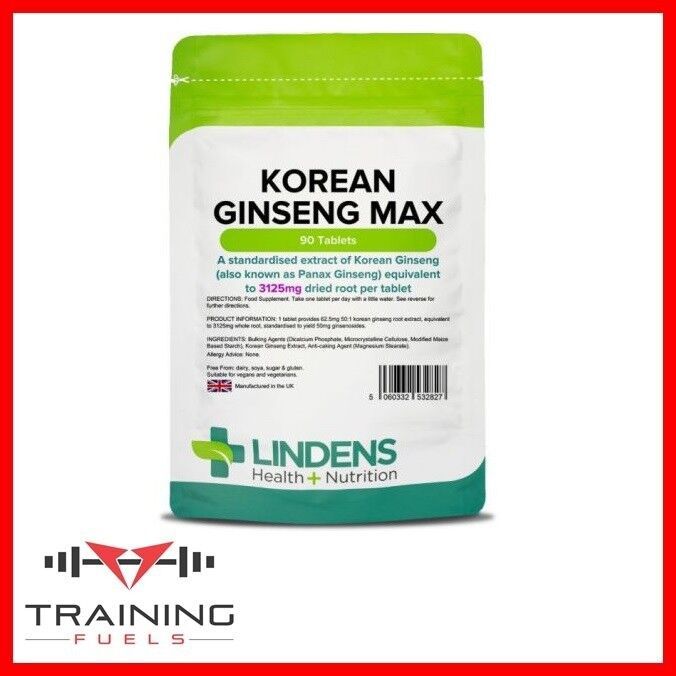 KOREAN
GINSENG MAX
90 Tablets
A standardised extract of Korean Ginseng
(also known as Panax Ginseng) equivalent
to 3125mg dried root per tablet
DIRECTIONS: Food Supplement. Take one tablet per day with a little water. See reverse for
further directions.
PRODUCT INFORMATION: 1 tablet provides 62.5mg 50:1 korean ginseng root extract, equivalent
to 3125mg whole root, standardised to yield 50mg ginsenosides.
INGREDIENTS: Bulking Agents (Dicalcium Phosphate, Microcrystalline Cellulose, Modified Maize
Based Starch), Korean Ginseng Extract, Anti-caking Agent (Magnesium Stearate).
Allergy Advice: None.
Free From: dairy, soya, sugar & gluten.
Suitable for vegans and vegetarians.
Manufactured in the UK
5 060332 532827
LINDENS
Health + Nutrition
TRAINING
FUELS